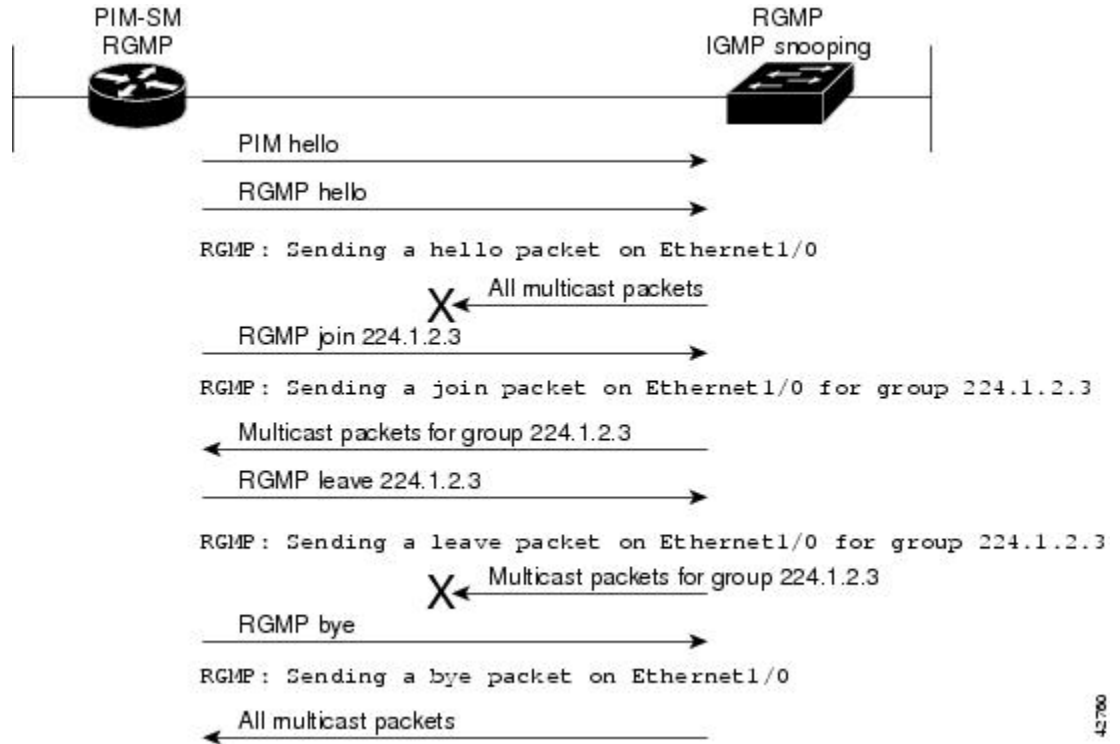 PIM-SM
RGMP
RGMP
IGMP snooping
PIM hello
RGMP hello
RGMP: Sending a hello packet on Ethernet1/0
X
All multicast packets
RGMP join 224.1.2.3
RGMP: Sending a join packet on Ethernet1/0 for group 224.1.2.3
Multicast packets for group 224.1.2.3
RGMP leave 224.1.2.3
RGMP: Sending a leave packet on Ethernet1/0 for group 224.1.2.3
X
Multicast packets for group 224.1.2.3
RGMP bye
RGMP: Sending a bye packet on Ethernet1/0
All multicast packets
42760